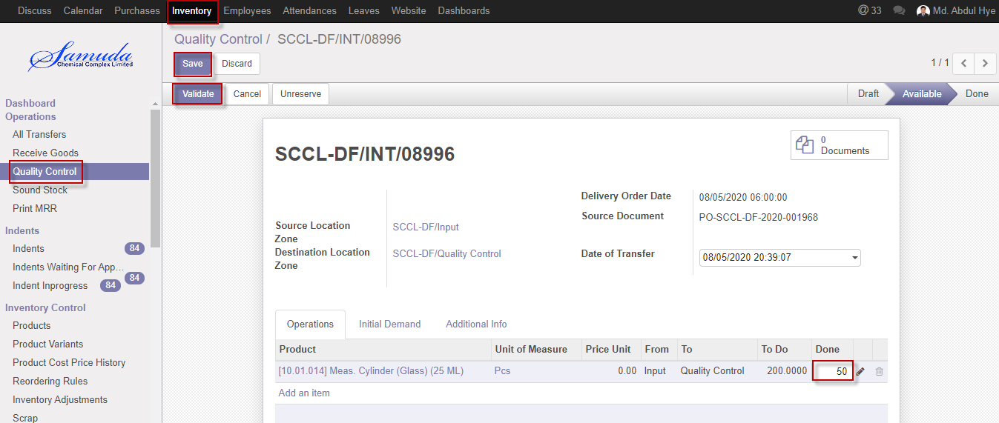 Discuss Calendar Purchases Inventory Employees Attendances Leaves Website Dashboards @ 33 Md. Abdul Hye
Samuda
Chemical Complex Limited
Quality Control / SCCL-DF/INT/08996
Save Discard 1 / 1
Validate Cancel Unreserve Draft Available Done
Dashboard
Operations
All Transfers
Receive Goods
Quality Control
Sound Stock
Print MRR
Indents
Indents 84
Indents Waiting For App...
84
Indent Inprogress 84
Inventory Control
Products
Product Variants
Product Cost Price History
Reordering Rules
Inventory Adjustments
Scrap
0
Documents
SCCL-DF/INT/08996
Source Location
Zone
SCCL-DF/Input
Destination Location
Zone
SCCL-DF/Quality Control
Delivery Order Date 08/05/2020 06:00:00
Source Document PO-SCCL-DF-2020-001968
Date of Transfer 08/05/2020 20:39:07
Operations Initial Demand Additional Info
Product Unit of Measure Price Unit From To To Do Done
[10.01.014] Meas. Cylinder (Glass) (25 ML) Pcs 0.00 Input Quality Control 200.0000 50
Add an item